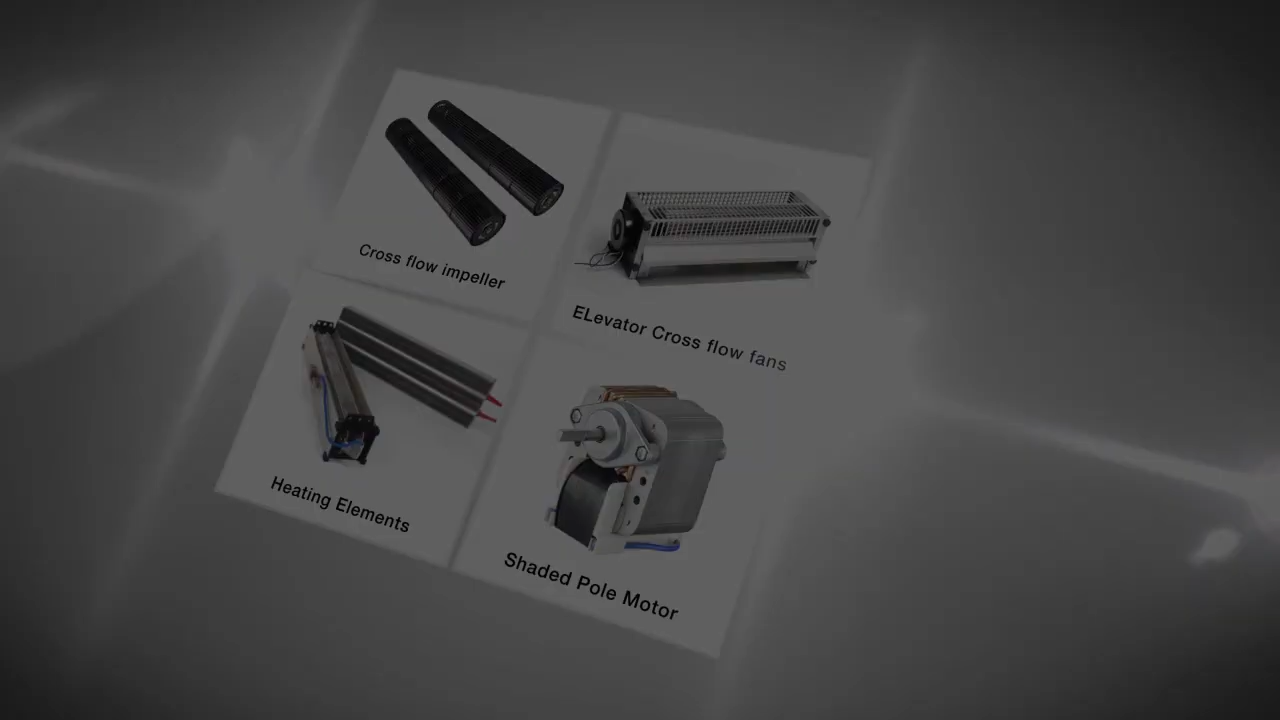 Cross flow impeller
ELevator Cross flow fans
Heating Elements
Shaded Pole Motor